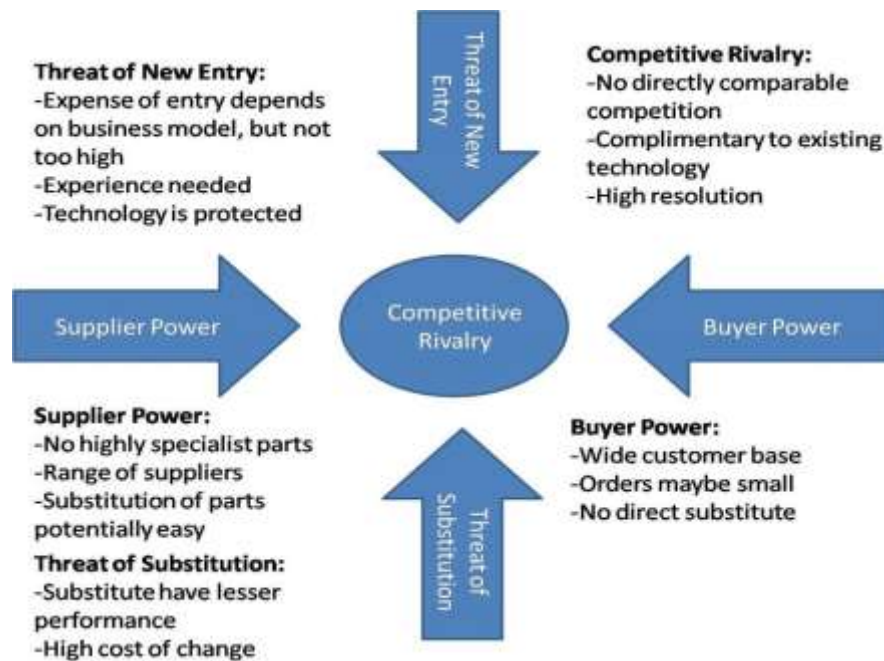 Threat of New Entry:
-Expense of entry depends
on business model, but not
too high
-Experience needed
-Technology is protected
Threat of New
Entry
Competitive Rivalry:
-No directly comparable
competition
-Complimentary to existing
technology
-High resolution
Supplier Power
Competitive
Rivalry
Buyer Power
Supplier Power:
-No highly specialist parts
-Range of suppliers
-Substitution of parts
potentially easy
Threat of Substitution:
-Substitute have lesser
performance
-High cost of change
Threat of
Substitution
Buyer Power:
-Wide customer base
-Orders maybe small
-No direct substitute